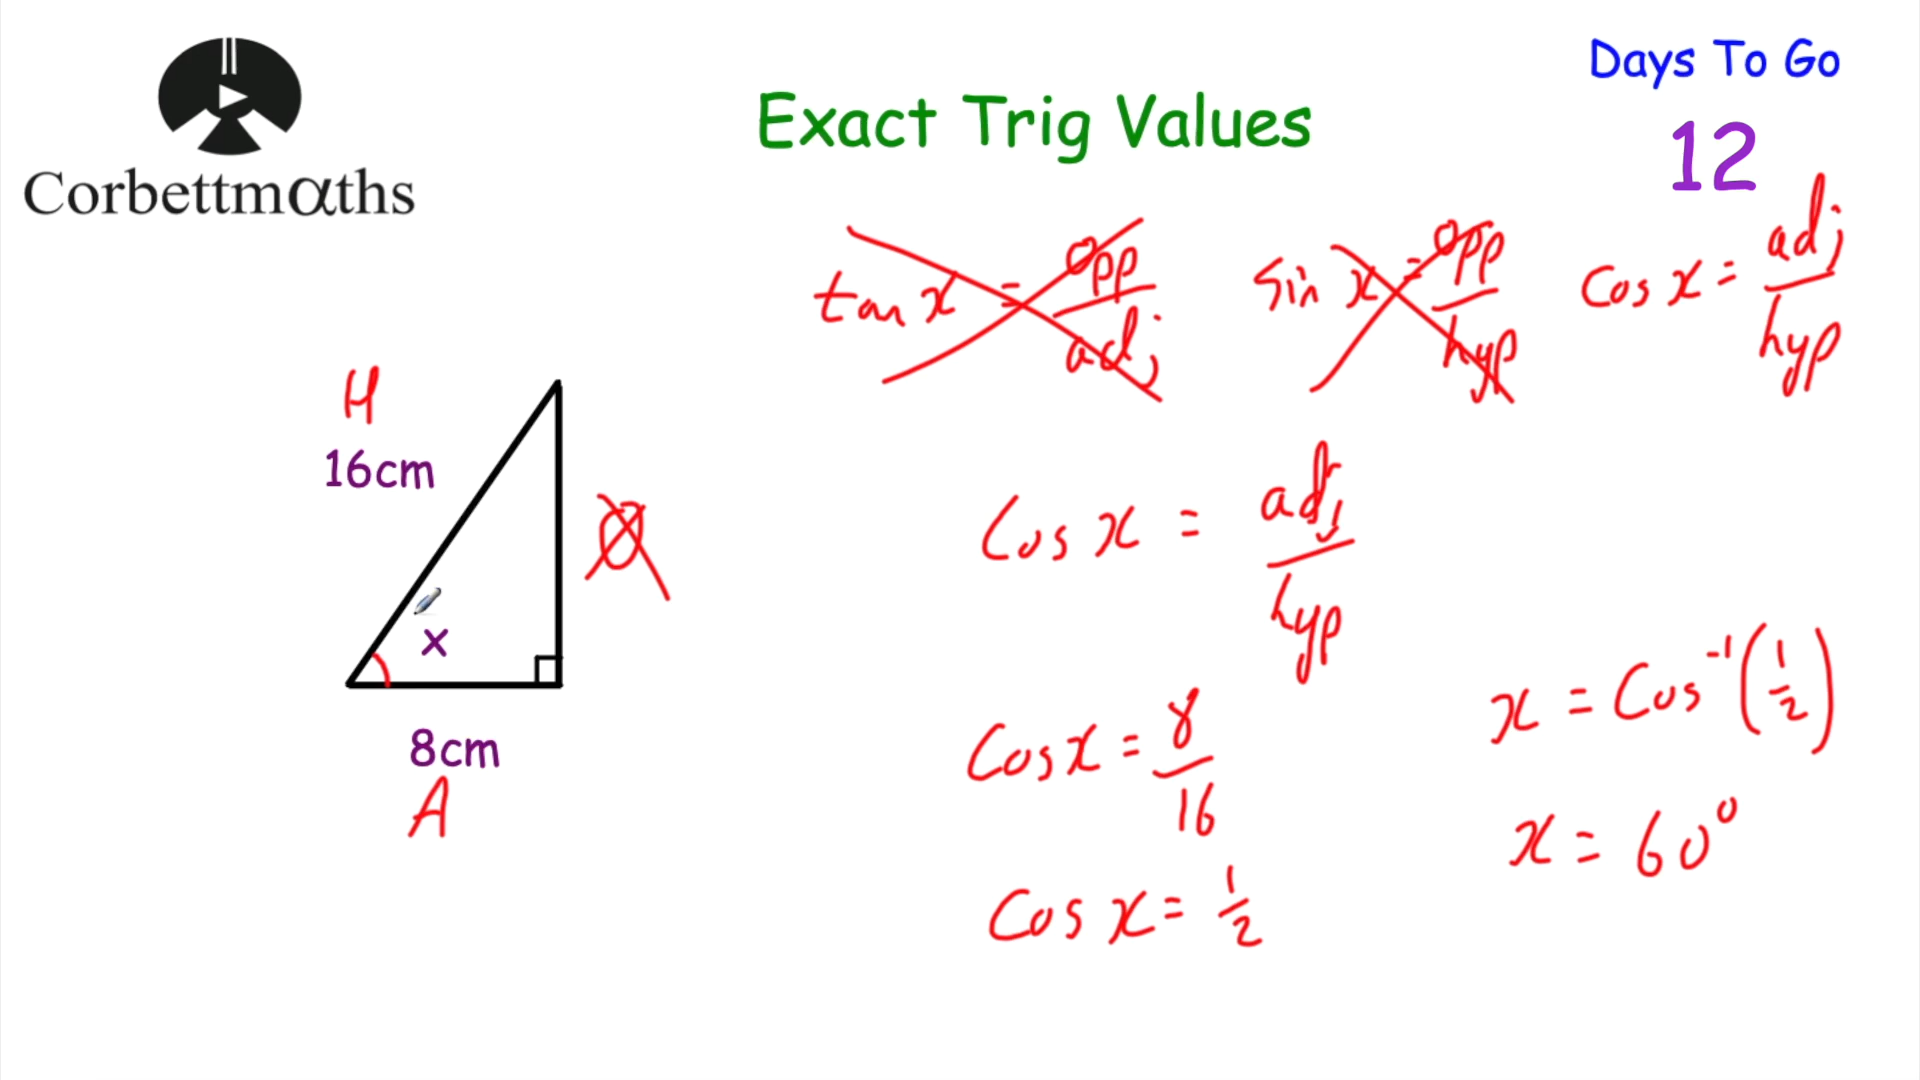 Corbettmαths
Exact Trig Values
Days To Go
12
tan x = opp/adj
Sin x = opp/hyp
Cos x = adj/hyp
H
16cm
O
x
8cm
A
Cos x = adj/hyp
Cos x = 8/16
Cos x = 1/2
x = Cos⁻¹(1/2)
x = 60°